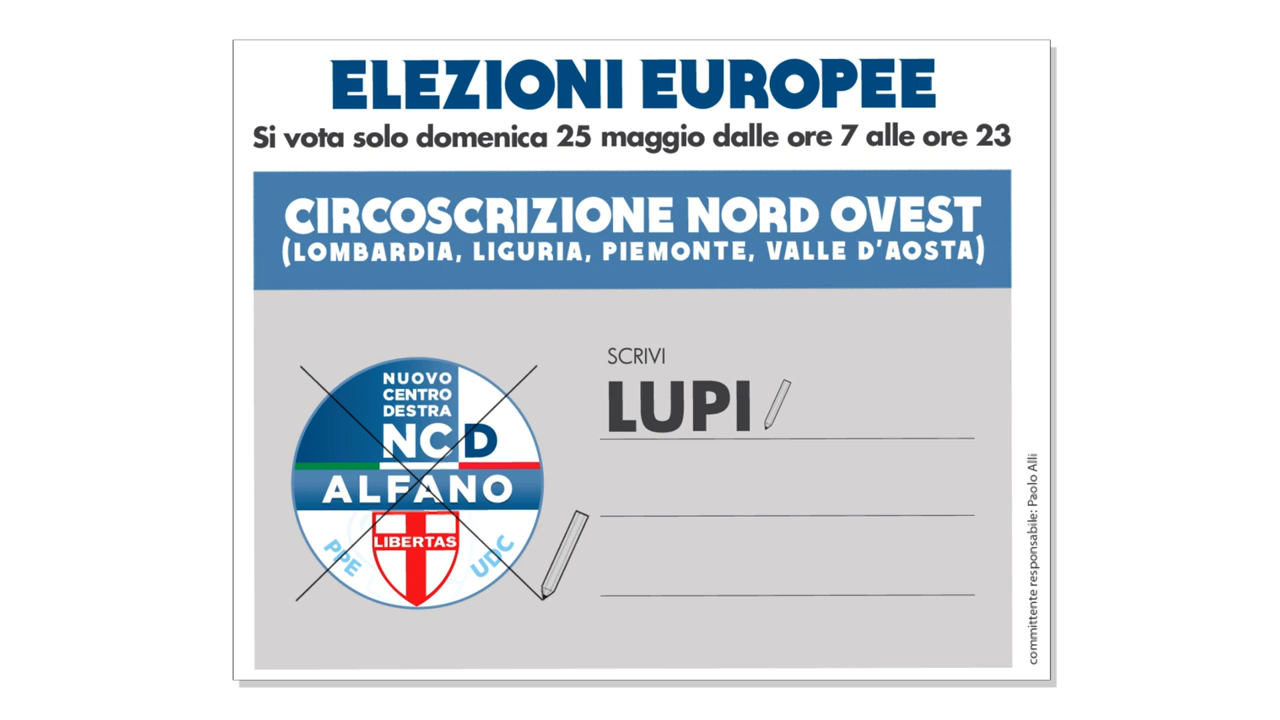 ELEZIONI EUROPEE
Si vota solo domenica 25 maggio dalle ore 7 alle ore 23
CIRCOSCRIZIONE NORD OVEST
(LOMBARDIA, LIGURIA, PIEMONTE, VALLE D'AOSTA)
NUOVO
CENTRO
DESTRA
NCD
ALFANO
LIBERTAS
PPE
UDC
SCRIVI
LUPI
committente responsabile: Paolo Alli